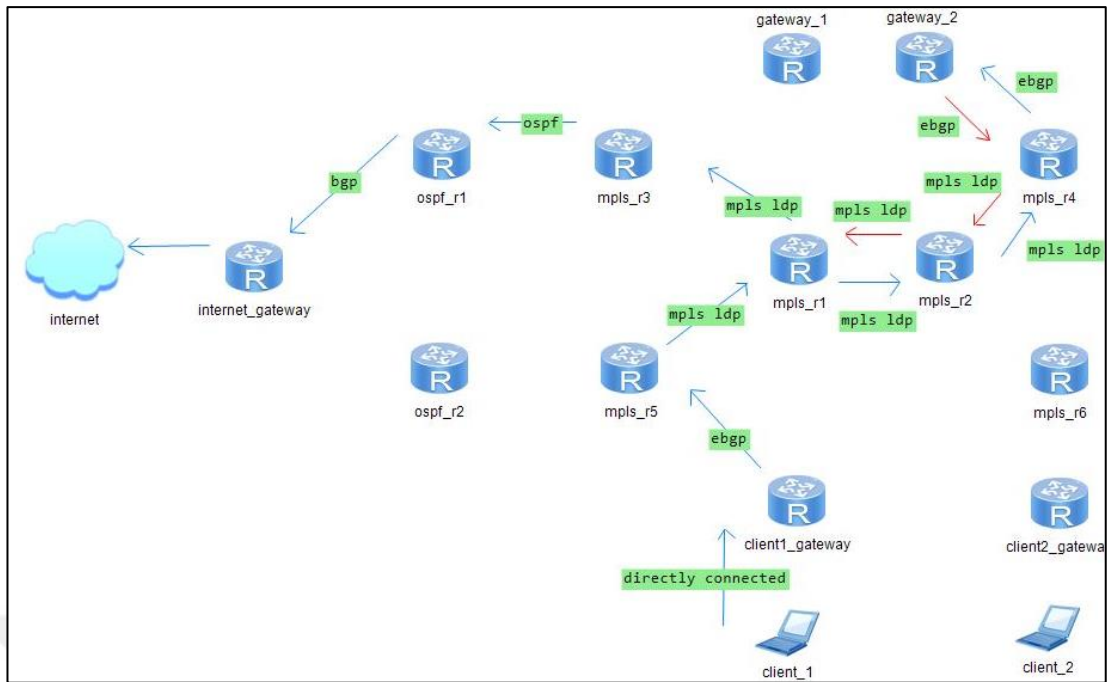 gateway_1
gateway_2
ebgp
ebgp
ospf
R
R
R
R
R
ospf_r1
mpls_r3
mpls_r4
bgp
mpls ldp
mpls ldp
mpls ldp
mpls ldp
R
R
R
internet
internet_gateway
mpls_r1
mpls_r2
mpls ldp
mpls ldp
R
R
R
ospf_r2
mpls_r5
mpls_r6
ebgp
R
R
client1_gateway
client2_gatewa
directly connected
client_1
client_2